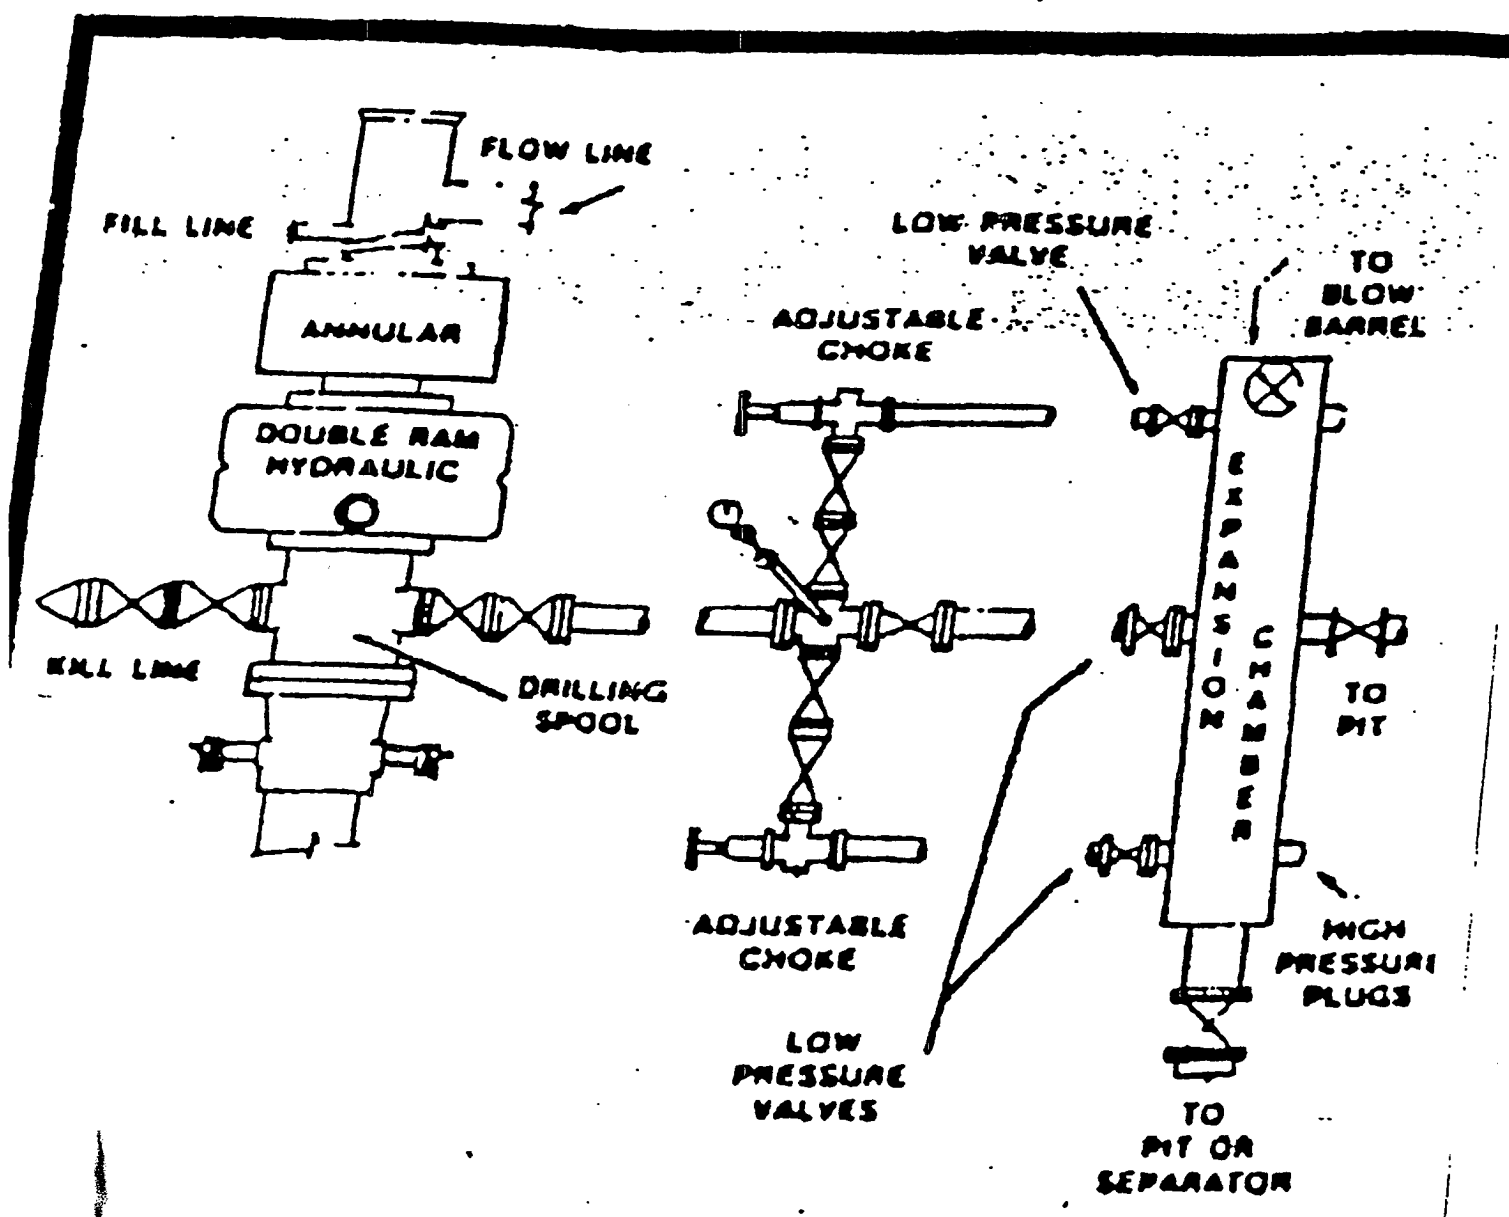 FLOW LINE
FILL LINE
ANNULAR
DOUBLE RAM
HYDRAULIC
KILL LINE
DRILLING
SPOOL
LOW PRESSURE
VALVE
ADJUSTABLE
CHOKE
TO
BLOW
BARREL
EXPANSION
CHAMBER
TO
PIT
ADJUSTABLE
CHOKE
HIGH
PRESSURE
PLUGS
LOW
PRESSURE
VALVES
TO
PIT OR
SEPARATOR